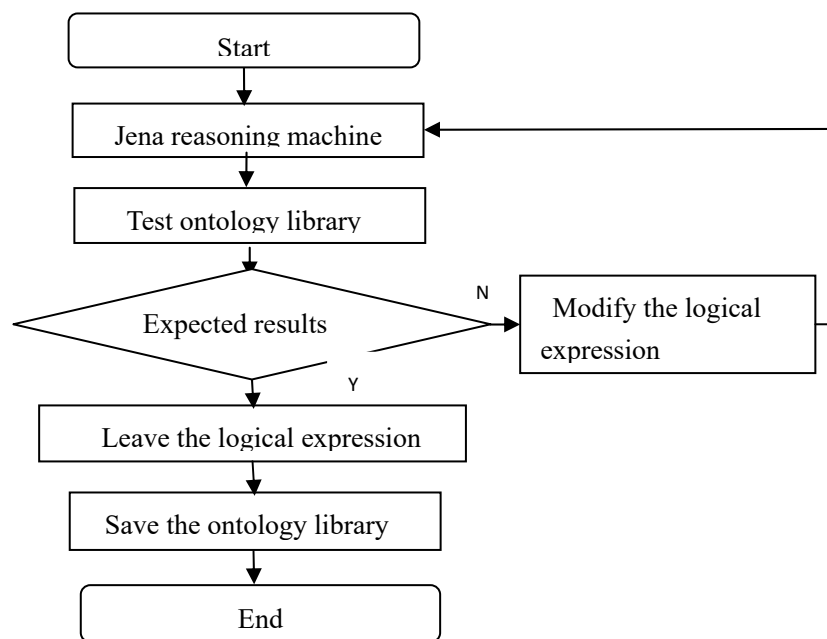 Start
Jena reasoning machine
Test ontology library
Expected results
N
Modify the logical
expression
Y
Leave the logical expression
Save the ontology library
End